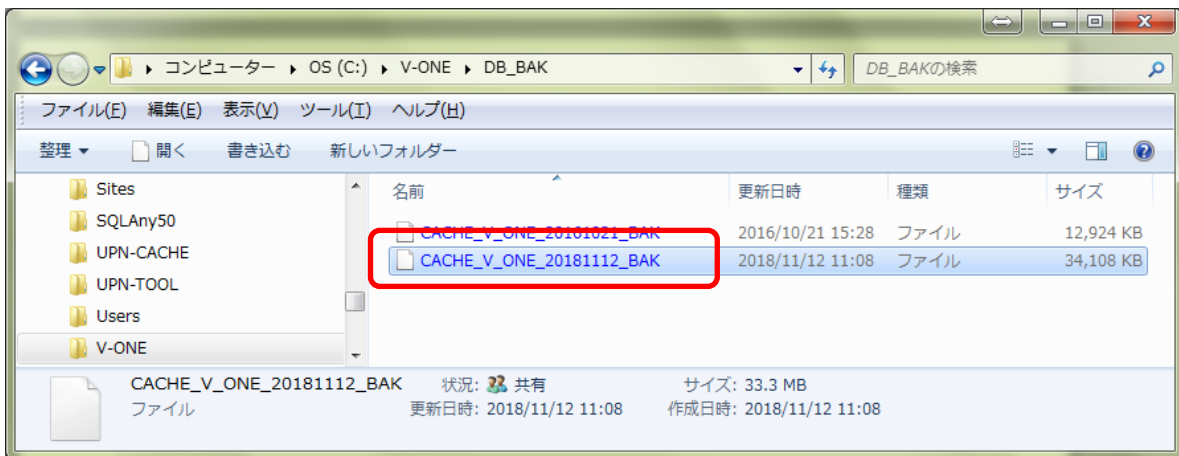 コンピューター ▸ OS (C:) ▸ V-ONE ▸ DB_BAK
DB_BAKの検索
ファイル(F) 編集(E) 表示(V) ツール(T) ヘルプ(H)
整理 開く 書き込む 新しいフォルダー
Sites
SQLAny50
UPN-CACHE
UPN-TOOL
Users
V-ONE
名前 更新日時 種類 サイズ
CACHE_V_ONE_20161021_BAK 2016/10/21 15:28 ファイル 12,924 KB
CACHE_V_ONE_20181112_BAK 2018/11/12 11:08 ファイル 34,108 KB
CACHE_V_ONE_20181112_BAK 状況: 共有 サイズ: 33.3 MB
ファイル 更新日時: 2018/11/12 11:08 作成日時: 2018/11/12 11:08